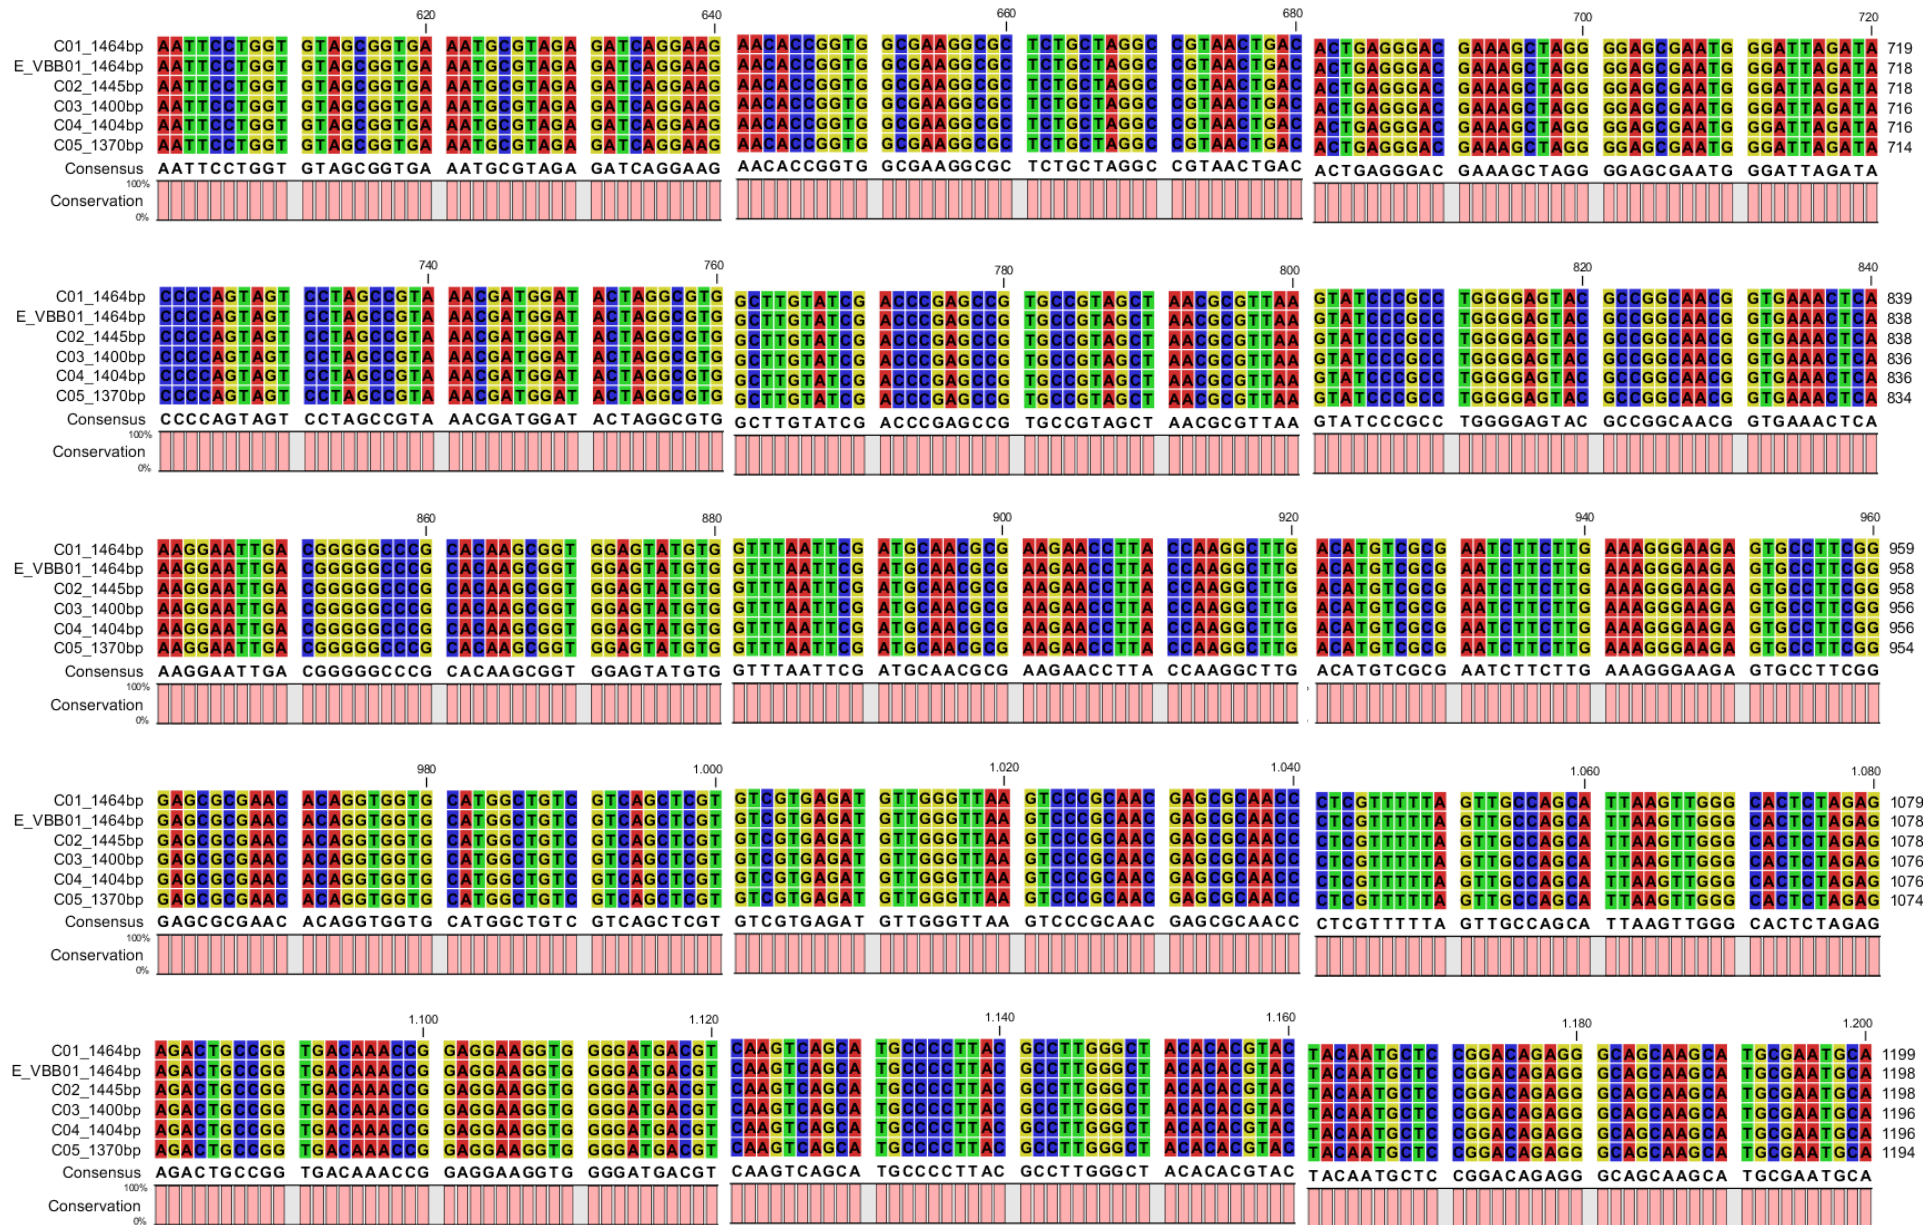 620 640 660 680 700 720
C01_1464bp AATTCCTGGT GTAGCGGTGA AATGCGTAGA GATCAGGAAG AACACCGGTG GCGAAGGCGC TCTGCTAGGC CGTAACTGAC ACTGAGGGAC GAAAGCTAGG GGAGCGAATG GGATTAGATA 719
E_VBB01_1464bp AATTCCTGGT GTAGCGGTGA AATGCGTAGA GATCAGGAAG AACACCGGTG GCGAAGGCGC TCTGCTAGGC CGTAACTGAC ACTGAGGGAC GAAAGCTAGG GGAGCGAATG GGATTAGATA 718
C02_1445bp AATTCCTGGT GTAGCGGTGA AATGCGTAGA GATCAGGAAG AACACCGGTG GCGAAGGCGC TCTGCTAGGC CGTAACTGAC ACTGAGGGAC GAAAGCTAGG GGAGCGAATG GGATTAGATA 718
C03_1400bp AATTCCTGGT GTAGCGGTGA AATGCGTAGA GATCAGGAAG AACACCGGTG GCGAAGGCGC TCTGCTAGGC CGTAACTGAC ACTGAGGGAC GAAAGCTAGG GGAGCGAATG GGATTAGATA 716
C04_1404bp AATTCCTGGT GTAGCGGTGA AATGCGTAGA GATCAGGAAG AACACCGGTG GCGAAGGCGC TCTGCTAGGC CGTAACTGAC ACTGAGGGAC GAAAGCTAGG GGAGCGAATG GGATTAGATA 716
C05_1370bp AATTCCTGGT GTAGCGGTGA AATGCGTAGA GATCAGGAAG AACACCGGTG GCGAAGGCGC TCTGCTAGGC CGTAACTGAC ACTGAGGGAC GAAAGCTAGG GGAGCGAATG GGATTAGATA 714
Consensus AATTCCTGGT GTAGCGGTGA AATGCGTAGA GATCAGGAAG AACACCGGTG GCGAAGGCGC TCTGCTAGGC CGTAACTGAC ACTGAGGGAC GAAAGCTAGG GGAGCGAATG GGATTAGATA
100%
Conservation
0%
740 760 780 800 820 840
C01_1464bp CCCCAGTAGT CCTAGCCGTA AACGATGGAT ACTAGGCGTG GCTTGTATCG ACCCGAGCCG TGCCGTAGCT AACGCGTTAA GTATCCCGCC TGGGGAGTAC GCCGGCAACG GTGAAACTCA 839
E_VBB01_1464bp CCCCAGTAGT CCTAGCCGTA AACGATGGAT ACTAGGCGTG GCTTGTATCG ACCCGAGCCG TGCCGTAGCT AACGCGTTAA GTATCCCGCC TGGGGAGTAC GCCGGCAACG GTGAAACTCA 838
C02_1445bp CCCCAGTAGT CCTAGCCGTA AACGATGGAT ACTAGGCGTG GCTTGTATCG ACCCGAGCCG TGCCGTAGCT AACGCGTTAA GTATCCCGCC TGGGGAGTAC GCCGGCAACG GTGAAACTCA 838
C03_1400bp CCCCAGTAGT CCTAGCCGTA AACGATGGAT ACTAGGCGTG GCTTGTATCG ACCCGAGCCG TGCCGTAGCT AACGCGTTAA GTATCCCGCC TGGGGAGTAC GCCGGCAACG GTGAAACTCA 836
C04_1404bp CCCCAGTAGT CCTAGCCGTA AACGATGGAT ACTAGGCGTG GCTTGTATCG ACCCGAGCCG TGCCGTAGCT AACGCGTTAA GTATCCCGCC TGGGGAGTAC GCCGGCAACG GTGAAACTCA 836
C05_1370bp CCCCAGTAGT CCTAGCCGTA AACGATGGAT ACTAGGCGTG GCTTGTATCG ACCCGAGCCG TGCCGTAGCT AACGCGTTAA GTATCCCGCC TGGGGAGTAC GCCGGCAACG GTGAAACTCA 834
Consensus CCCCAGTAGT CCTAGCCGTA AACGATGGAT ACTAGGCGTG GCTTGTATCG ACCCGAGCCG TGCCGTAGCT AACGCGTTAA GTATCCCGCC TGGGGAGTAC GCCGGCAACG GTGAAACTCA
100%
Conservation
0%
860 880 900 920 940 960
C01_1464bp AAGGAATTGA CGGGGGCCCG CACAAGCGGT GGAGTATGTG GTTTAATTCG ATGCAACGCG AAGAACCTTA CCAAGGCTTG ACATGTCGCG AATCTTCTTG AAAGGGAAGA GTGCCTTCGG 959
E_VBB01_1464bp AAGGAATTGA CGGGGGCCCG CACAAGCGGT GGAGTATGTG GTTTAATTCG ATGCAACGCG AAGAACCTTA CCAAGGCTTG ACATGTCGCG AATCTTCTTG AAAGGGAAGA GTGCCTTCGG 958
C02_1445bp AAGGAATTGA CGGGGGCCCG CACAAGCGGT GGAGTATGTG GTTTAATTCG ATGCAACGCG AAGAACCTTA CCAAGGCTTG ACATGTCGCG AATCTTCTTG AAAGGGAAGA GTGCCTTCGG 958
C03_1400bp AAGGAATTGA CGGGGGCCCG CACAAGCGGT GGAGTATGTG GTTTAATTCG ATGCAACGCG AAGAACCTTA CCAAGGCTTG ACATGTCGCG AATCTTCTTG AAAGGGAAGA GTGCCTTCGG 956
C04_1404bp AAGGAATTGA CGGGGGCCCG CACAAGCGGT GGAGTATGTG GTTTAATTCG ATGCAACGCG AAGAACCTTA CCAAGGCTTG ACATGTCGCG AATCTTCTTG AAAGGGAAGA GTGCCTTCGG 956
C05_1370bp AAGGAATTGA CGGGGGCCCG CACAAGCGGT GGAGTATGTG GTTTAATTCG ATGCAACGCG AAGAACCTTA CCAAGGCTTG ACATGTCGCG AATCTTCTTG AAAGGGAAGA GTGCCTTCGG 954
Consensus AAGGAATTGA CGGGGGCCCG CACAAGCGGT GGAGTATGTG GTTTAATTCG ATGCAACGCG AAGAACCTTA CCAAGGCTTG ACATGTCGCG AATCTTCTTG AAAGGGAAGA GTGCCTTCGG
100%
Conservation
0%
980 1.000 1.020 1.040 1.060 1.080
C01_1464bp GAGCGCGAAC ACAGGTGGTG CATGGCTGTC GTCAGCTCGT GTCGTGAGAT GTTGGGTTAA GTCCCGCAAC GAGCGCAACC CTCGTTTTTA GTTGCCAGCA TTAAGTTGGG CACTCTAGAG 1079
E_VBB01_1464bp GAGCGCGAAC ACAGGTGGTG CATGGCTGTC GTCAGCTCGT GTCGTGAGAT GTTGGGTTAA GTCCCGCAAC GAGCGCAACC CTCGTTTTTA GTTGCCAGCA TTAAGTTGGG CACTCTAGAG 1078
C02_1445bp GAGCGCGAAC ACAGGTGGTG CATGGCTGTC GTCAGCTCGT GTCGTGAGAT GTTGGGTTAA GTCCCGCAAC GAGCGCAACC CTCGTTTTTA GTTGCCAGCA TTAAGTTGGG CACTCTAGAG 1078
C03_1400bp GAGCGCGAAC ACAGGTGGTG CATGGCTGTC GTCAGCTCGT GTCGTGAGAT GTTGGGTTAA GTCCCGCAAC GAGCGCAACC CTCGTTTTTA GTTGCCAGCA TTAAGTTGGG CACTCTAGAG 1076
C04_1404bp GAGCGCGAAC ACAGGTGGTG CATGGCTGTC GTCAGCTCGT GTCGTGAGAT GTTGGGTTAA GTCCCGCAAC GAGCGCAACC CTCGTTTTTA GTTGCCAGCA TTAAGTTGGG CACTCTAGAG 1076
C05_1370bp GAGCGCGAAC ACAGGTGGTG CATGGCTGTC GTCAGCTCGT GTCGTGAGAT GTTGGGTTAA GTCCCGCAAC GAGCGCAACC CTCGTTTTTA GTTGCCAGCA TTAAGTTGGG CACTCTAGAG 1074
Consensus GAGCGCGAAC ACAGGTGGTG CATGGCTGTC GTCAGCTCGT GTCGTGAGAT GTTGGGTTAA GTCCCGCAAC GAGCGCAACC CTCGTTTTTA GTTGCCAGCA TTAAGTTGGG CACTCTAGAG
100%
Conservation
0%
1.100 1.120 1.140 1.160 1.180 1.200
C01_1464bp AGACTGCCGG TGACAAACCG GAGGAAGGTG GGGATGACGT CAAGTCAGCA TGCCCCTTAC GCCTTGGGCT ACACACGTAC TACAATGCTC CGGACAGAGG GCAGCAAGCA TGCGAATGCA 1199
E_VBB01_1464bp AGACTGCCGG TGACAAACCG GAGGAAGGTG GGGATGACGT CAAGTCAGCA TGCCCCTTAC GCCTTGGGCT ACACACGTAC TACAATGCTC CGGACAGAGG GCAGCAAGCA TGCGAATGCA 1198
C02_1445bp AGACTGCCGG TGACAAACCG GAGGAAGGTG GGGATGACGT CAAGTCAGCA TGCCCCTTAC GCCTTGGGCT ACACACGTAC TACAATGCTC CGGACAGAGG GCAGCAAGCA TGCGAATGCA 1198
C03_1400bp AGACTGCCGG TGACAAACCG GAGGAAGGTG GGGATGACGT CAAGTCAGCA TGCCCCTTAC GCCTTGGGCT ACACACGTAC TACAATGCTC CGGACAGAGG GCAGCAAGCA TGCGAATGCA 1196
C04_1404bp AGACTGCCGG TGACAAACCG GAGGAAGGTG GGGATGACGT CAAGTCAGCA TGCCCCTTAC GCCTTGGGCT ACACACGTAC TACAATGCTC CGGACAGAGG GCAGCAAGCA TGCGAATGCA 1196
C05_1370bp AGACTGCCGG TGACAAACCG GAGGAAGGTG GGGATGACGT CAAGTCAGCA TGCCCCTTAC GCCTTGGGCT ACACACGTAC TACAATGCTC CGGACAGAGG GCAGCAAGCA TGCGAATGCA 1194
Consensus AGACTGCCGG TGACAAACCG GAGGAAGGTG GGGATGACGT CAAGTCAGCA TGCCCCTTAC GCCTTGGGCT ACACACGTAC TACAATGCTC CGGACAGAGG GCAGCAAGCA TGCGAATGCA
100%
Conservation
0%